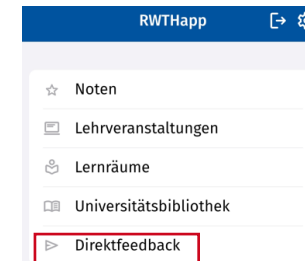 RWTHapp
Noten
Lehrveranstaltungen
Lernräume
Universitätsbibliothek
Direktfeedback